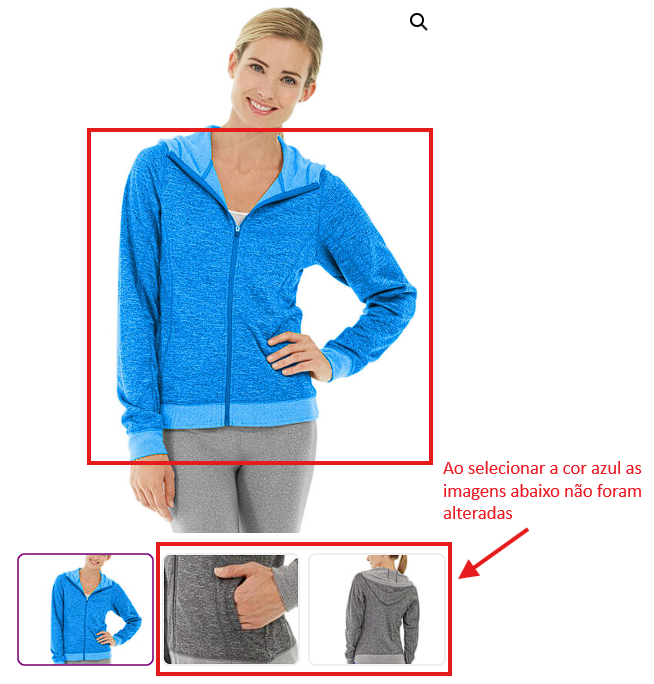 Ao selecionar a cor azul as
imagens abaixo não foram
alteradas